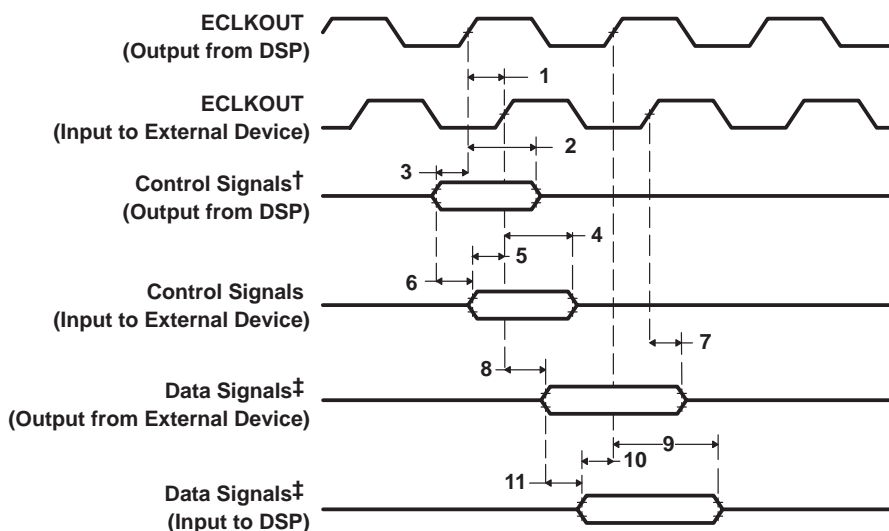 ECLKOUT
(Output from DSP)
1
ECLKOUT
(Input to External Device)
2
3
Control Signals†
(Output from DSP)
4
5
6
Control Signals
(Input to External Device)
7
8
Data Signals‡
(Output from External Device)
9
10
11
Data Signals‡
(Input to DSP)